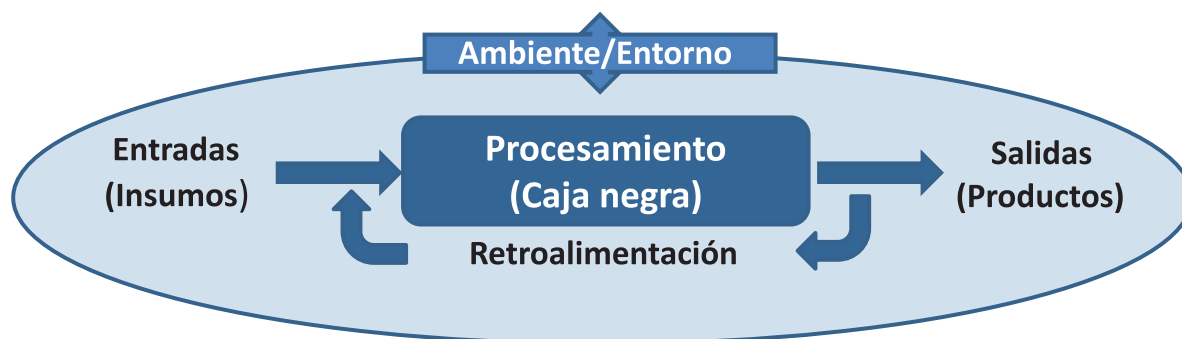 Ambiente/Entorno
Entradas
(Insumos)
Procesamiento
(Caja negra)
Salidas
(Productos)
Retroalimentación